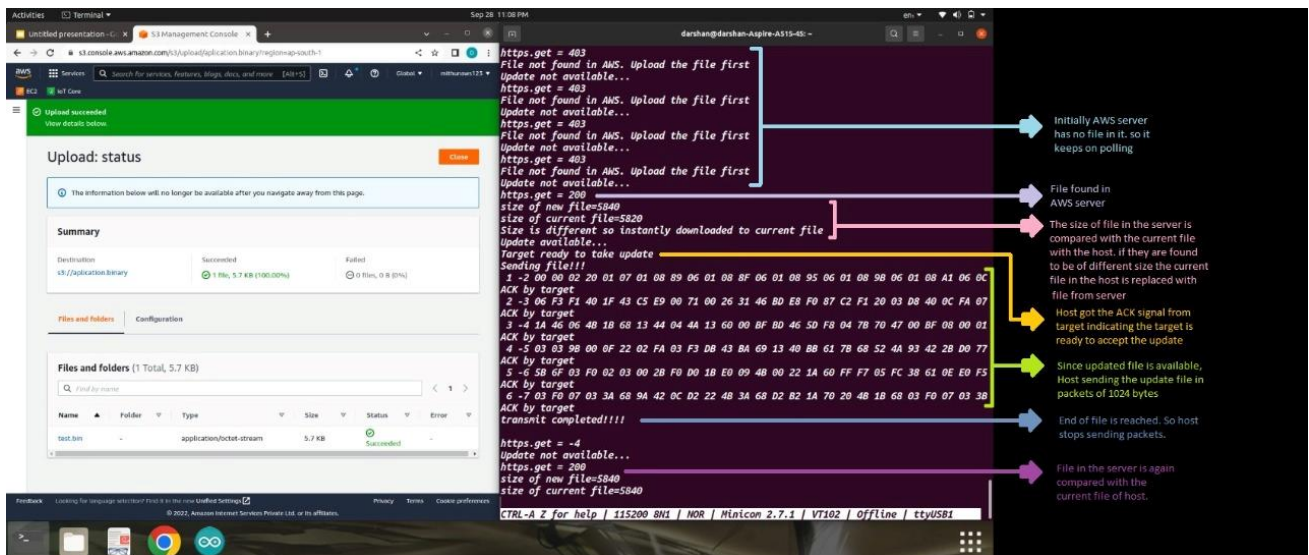 Activities
Terminal
Sep 28 11:08 PM
en₁
Untitled presentation - G
S3 Management Console
s3.console.aws.amazon.com/s3/upload/aplication.binary?region=ap-south-1
aws
Services
Search for services, features, blogs, docs, and more
[Alt+S]
Global
mithuraws123
EC2
IoT Core
Upload succeeded
View details below.
Upload: status
Close
The information below will no longer be available after you navigate away from this page.
Summary
Destination
s3://aplication.binary
Succeeded
1 file, 5.7 KB (100.00%)
Failed
0 files, 0 B (0%)
Files and folders
Configuration
Files and folders (1 Total, 5.7 KB)
Find by name
1
Name
Folder
Type
Size
Status
Error
test.bin
-
application/octet-stream
5.7 KB
Succeeded
-
Feedback
Looking for language selection? Find it in the new Unified Settings
Privacy
Terms
Cookie preferences
© 2022, Amazon Internet Services Private Ltd. or its affiliates.
darshan@darshan-Aspire-A515-45: ~
https.get = 403
File not found in AWS. Upload the file first
Update not available...
https.get = 403
File not found in AWS. Upload the file first
Update not available...
https.get = 403
File not found in AWS. Upload the file first
Update not available...
https.get = 403
File not found in AWS. Upload the file first
Update not available...
https.get = 200
size of new file=5840
size of current file=5820
Size is different so instantly downloaded to current file
Update available...
Target ready to take update
Sending file!!!
1 -2 00 00 02 20 01 07 01 08 89 06 01 08 8F 06 01 08 95 06 01 08 9B 06 01 08 A1 06 0C
ACK by target
2 -3 06 F3 F1 40 1F 43 C5 E9 00 71 00 26 31 46 BD E8 F0 87 C2 F1 20 03 D8 40 0C FA 07
ACK by target
3 -4 1A 46 06 4B 1B 68 13 44 04 4A 13 60 00 BF BD 46 5D F8 04 7B 70 47 00 BF 08 00 01
ACK by target
4 -5 03 03 9B 00 0F 22 02 FA 03 F3 DB 43 BA 69 13 40 BB 61 7B 68 52 4A 93 42 2B D0 77
ACK by target
5 -6 5B 6F 03 F0 02 03 00 2B F0 D0 1B E0 09 4B 00 22 1A 60 FF F7 05 FC 38 61 0E E0 F5
ACK by target
6 -7 03 F0 07 03 3A 68 9A 42 0C D2 22 4B 3A 68 D2 B2 1A 70 20 4B 1B 68 03 F0 07 03 3B
ACK by target
transmit completed!!!!
https.get = -4
Update not available...
https.get = 200
size of new file=5840
size of current file=5840
CTRL-A Z for help | 115200 8N1 | NOR | Minicom 2.7.1 | VT102 | Offline | ttyUSB1
Initially AWS server
has no file in it. so it
keeps on polling
File found in
AWS server
The size of file in the server is
compared with the current file
with the host. if they are found
to be of different size the current
file in the host is replaced with
file from server
Host got the ACK signal from
target indicating the target is
ready to accept the update
Since updated file is available,
Host sending the update file in
packets of 1024 bytes
End of file is reached. So host
stops sending packets.
File in the server is again
compared with the
current file of host.